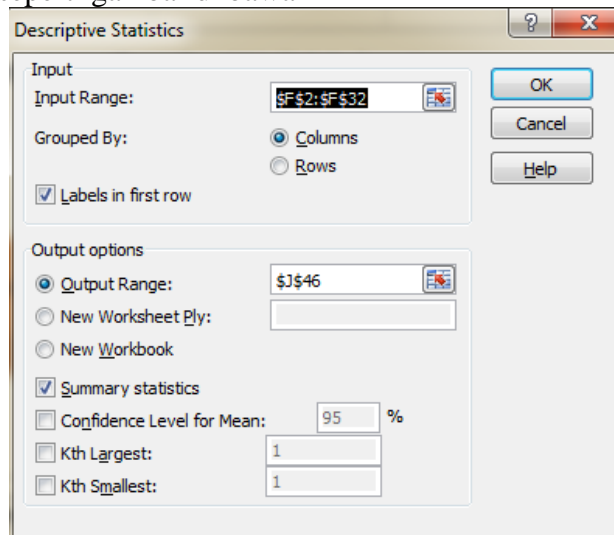 Descriptive Statistics
Input
Input Range: $F$2:$F$32
OK
Cancel
Help
Grouped By: Columns
Rows
Labels in first row
Output options
Output Range: $J$46
New Worksheet Ply:
New Workbook
Summary statistics
Confidence Level for Mean: 95 %
Kth Largest: 1
Kth Smallest: 1